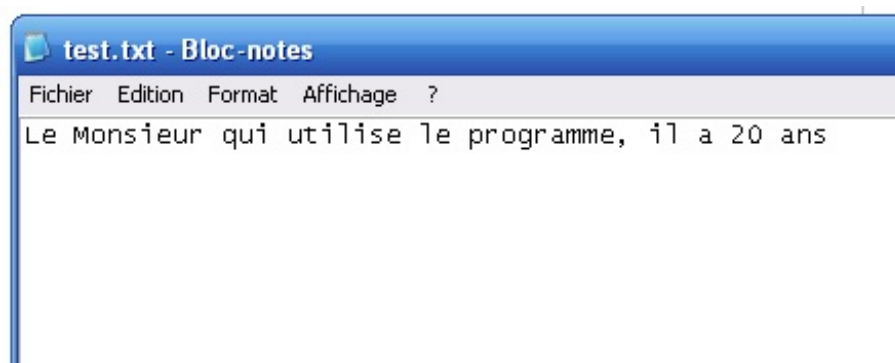 test.txt - Bloc-notes
Fichier Edition Format Affichage ?
Le Monsieur qui utilise le programme, il a 20 ans